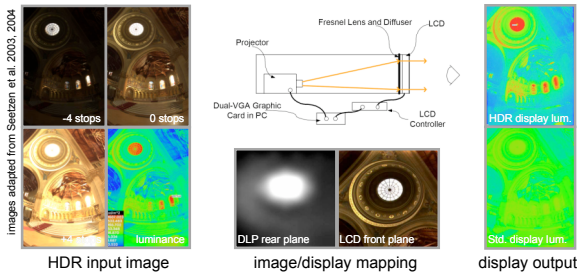 images adapted from Seetzen et al. 2003, 2004
-4 stops
0 stops
luminance
HDR input image
Fresnel Lens and Diffuser
LCD
Projector
Dual-VGA Graphic
Card in PC
LCD
Controller
DLP rear plane
LCD front plane
image/display mapping
HDR display lum.
Std. display lum.
display output